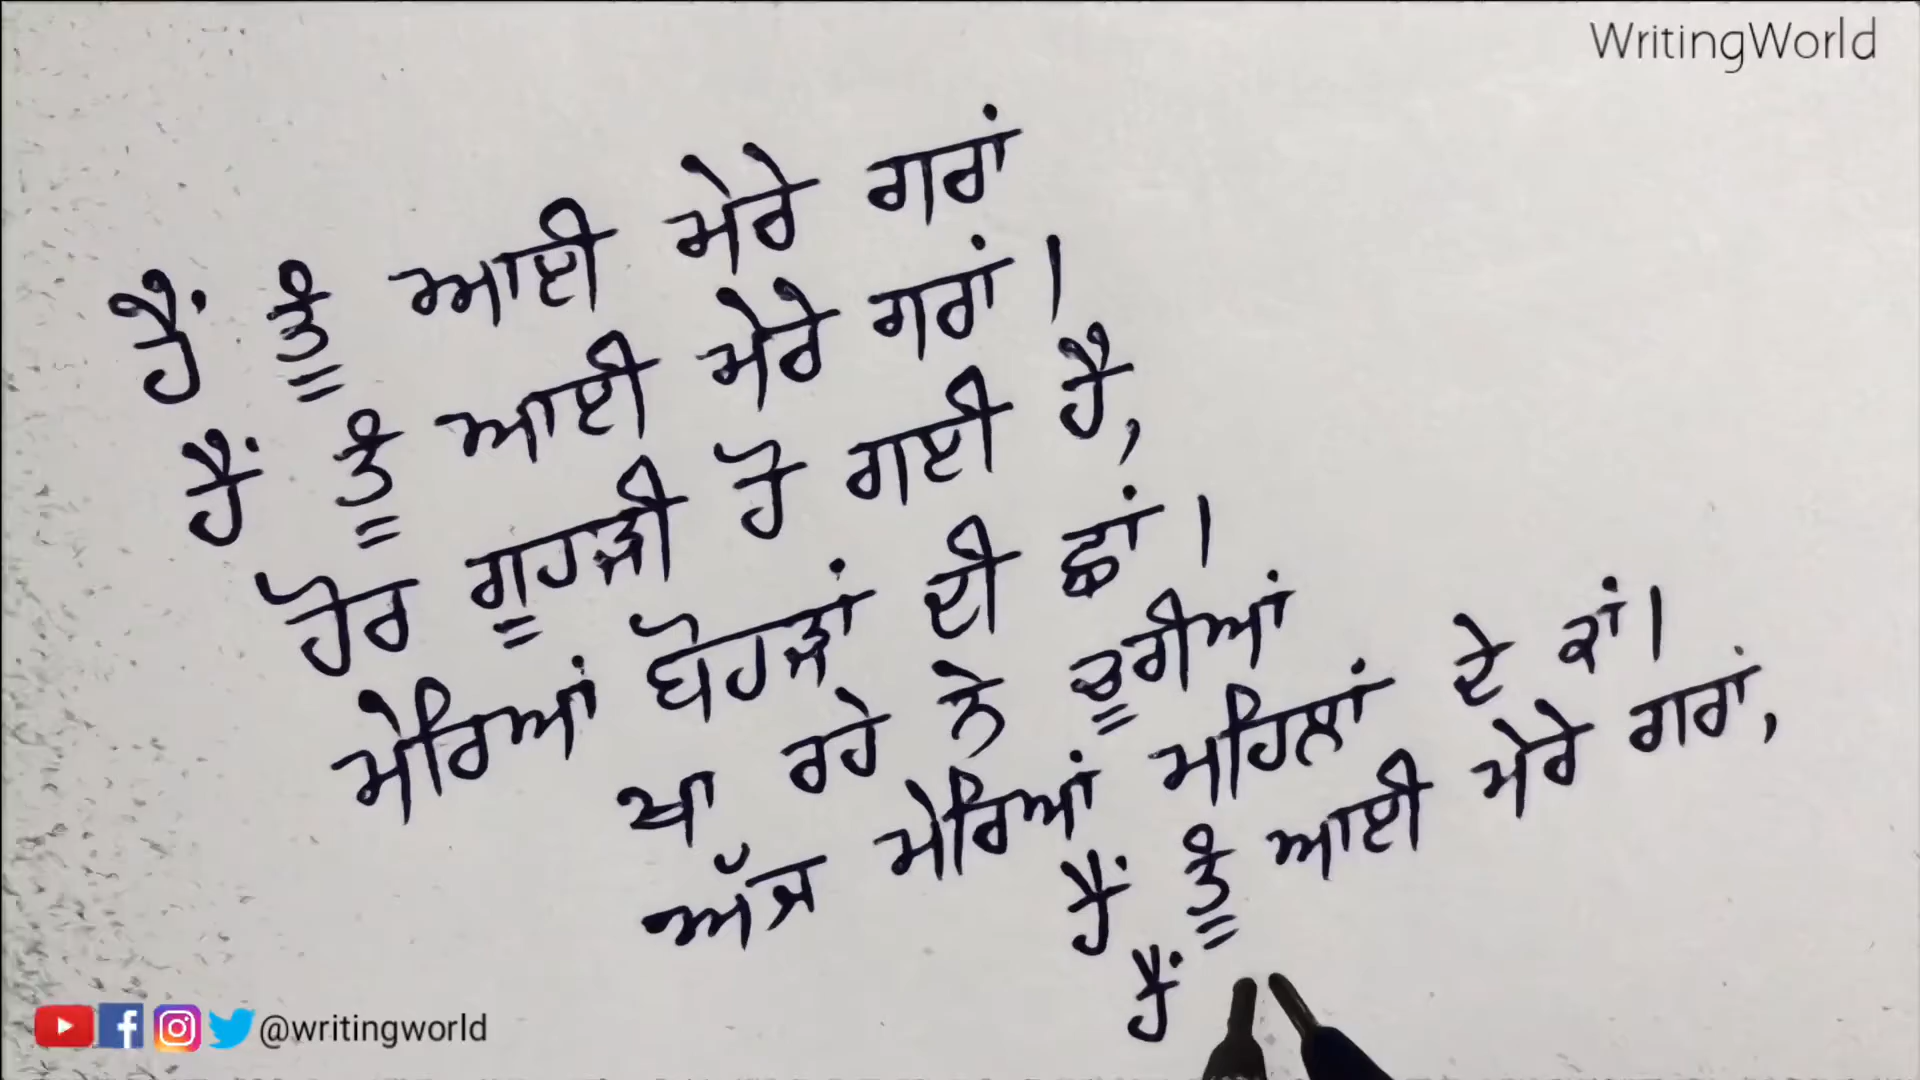 WritingWorld
ਹੈਂ ਤੂੰ ਆਈ ਮੇਰੇ ਗਰਾਂ
ਹੈਂ ਤੂੰ ਆਈ ਮੇਰੇ ਗਰਾਂ।
ਹੋਰ ਗੂਹੜੀ ਹੋ ਗਈ ਹੈ,
ਮੇਰਿਆਂ ਬੋਹੜਾਂ ਦੀ ਛਾਂ।
ਖਾ ਰਹੇ ਨੇ ਚੂਰੀਆਂ
ਅੱਜ ਮੇਰਿਆਂ ਮਹਿਲਾਂ ਦੇ ਕਾਂ।
ਹੈਂ ਤੂੰ ਆਈ ਮੇਰੇ ਗਰਾਂ,
ਹੈਂ
@writingworld